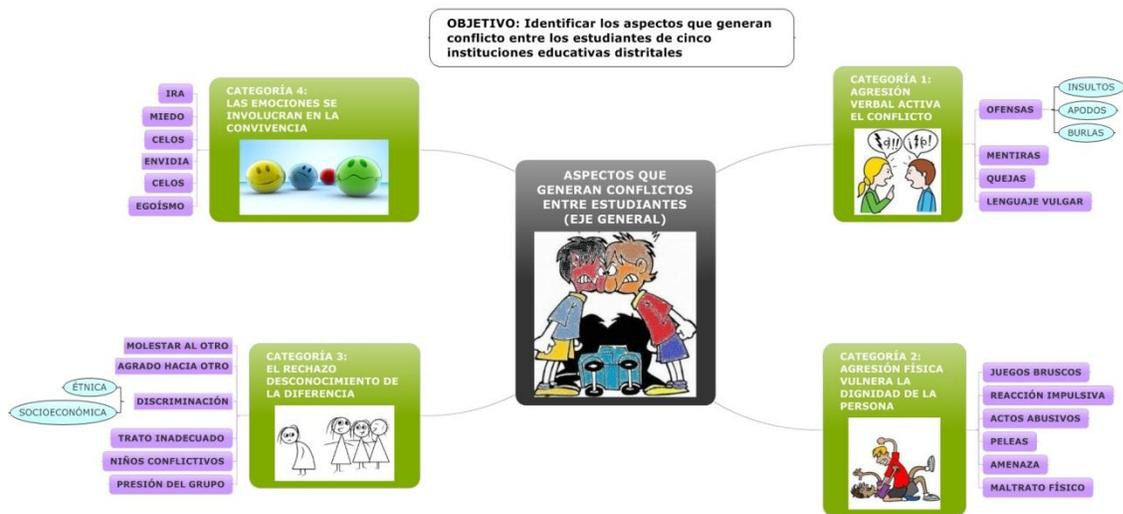 OBJETIVO: Identificar los aspectos que generan
conflicto entre los estudiantes de cinco
instituciones educativas distritales
ASPECTOS QUE
GENERAN CONFLICTOS
ENTRE ESTUDIANTES
(EJE GENERAL)
CATEGORÍA 1:
AGRESIÓN
VERBAL ACTIVA
EL CONFLICTO
OFENSAS
INSULTOS
APODOS
BURLAS
MENTIRAS
QUEJAS
LENGUAJE VULGAR
CATEGORÍA 2:
AGRESIÓN FÍSICA
VULNERA LA
DIGNIDAD DE LA
PERSONA
JUEGOS BRUSCOS
REACCIÓN IMPULSIVA
ACTOS ABUSIVOS
PELEAS
AMENAZA
MALTRATO FÍSICO
CATEGORÍA 3:
EL RECHAZO
DESCONOCIMIENTO DE
LA DIFERENCIA
MOLESTAR AL OTRO
AGRADO HACIA OTRO
DISCRIMINACIÓN
ÉTNICA
SOCIOECONÓMICA
TRATO INADECUADO
NIÑOS CONFLICTIVOS
PRESIÓN DEL GRUPO
CATEGORÍA 4:
LAS EMOCIONES SE
INVOLUCRAN EN LA
CONVIVENCIA
IRA
MIEDO
CELOS
ENVIDIA
CELOS
EGOÍSMO